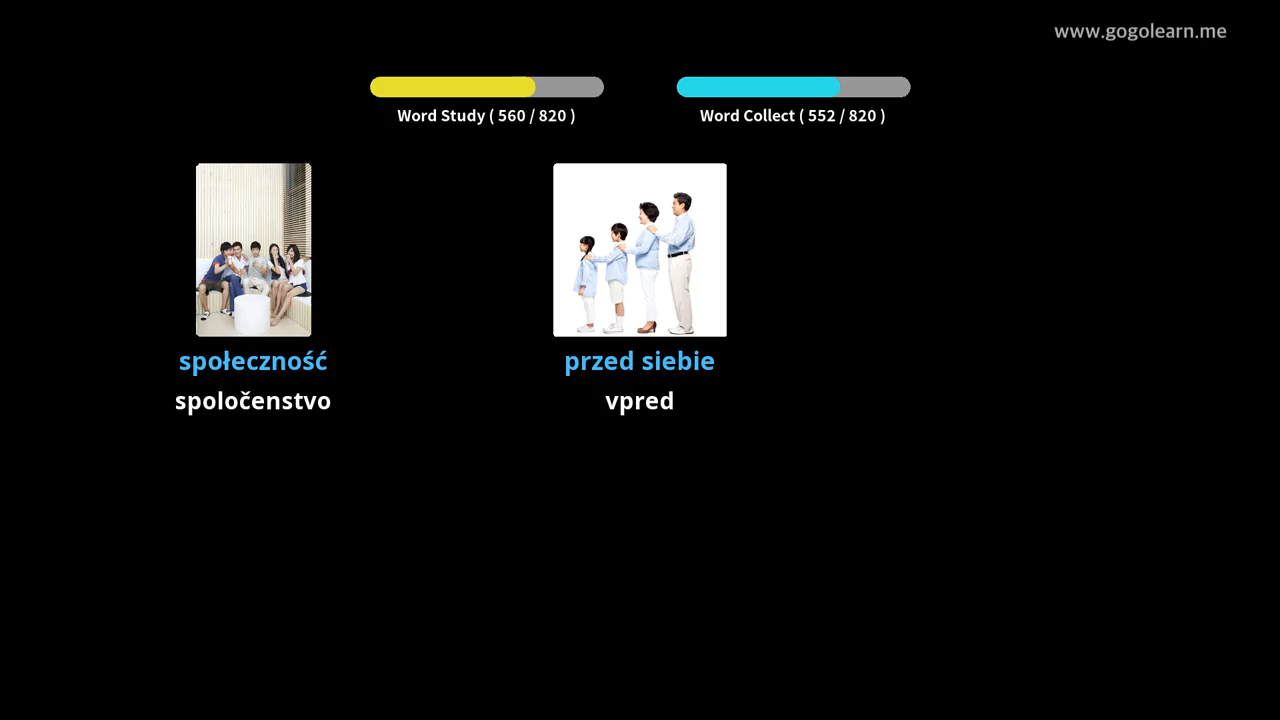 www.gogolearn.me
Word Study ( 560 / 820 )
Word Collect ( 552 / 820 )
społeczność
spoločenstvo
przed siebie
vpred